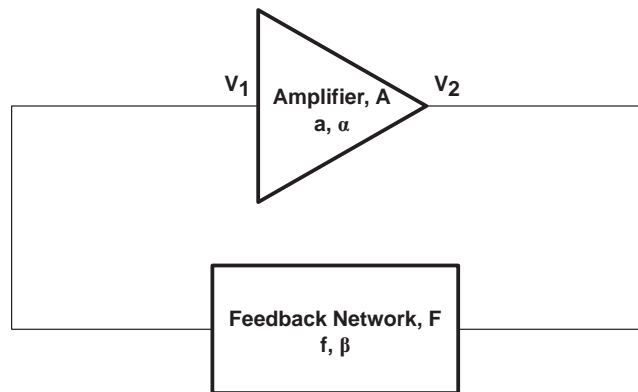 V1
Amplifier, A
a, α
V2
Feedback Network, F
f, β